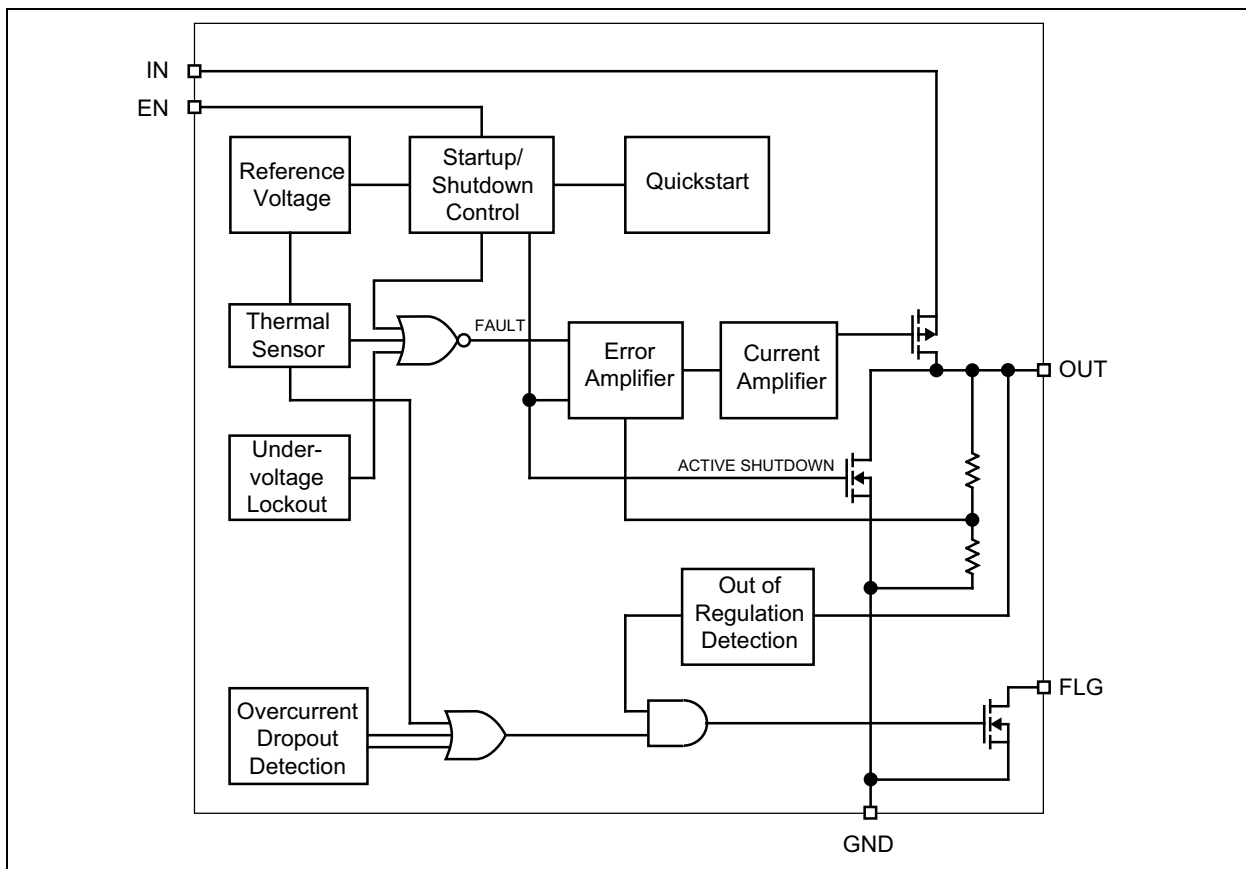 IN
EN
Reference
Voltage
Startup/
Shutdown
Control
Quickstart
Thermal
Sensor
FAULT
Error
Amplifier
Current
Amplifier
OUT
Under-
voltage
Lockout
ACTIVE SHUTDOWN
Out of
Regulation
Detection
FLG
Overcurrent
Dropout
Detection
GND